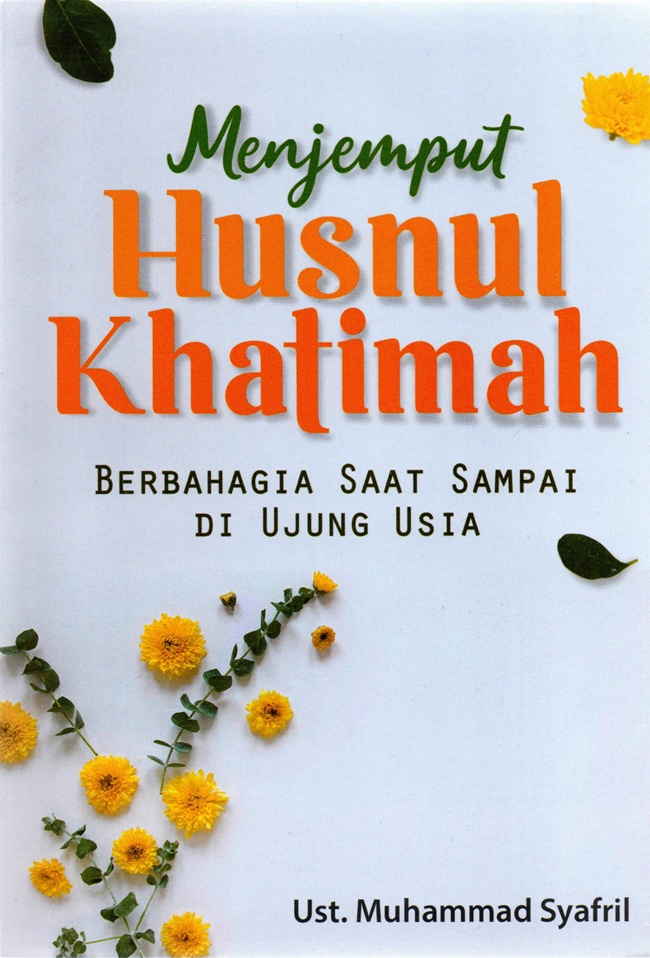 Menjemput
Husnul
Khatimah
BERBAHAGIA SAAT SAMPAI
DI UJUNG USIA
Ust. Muhammad Syafril